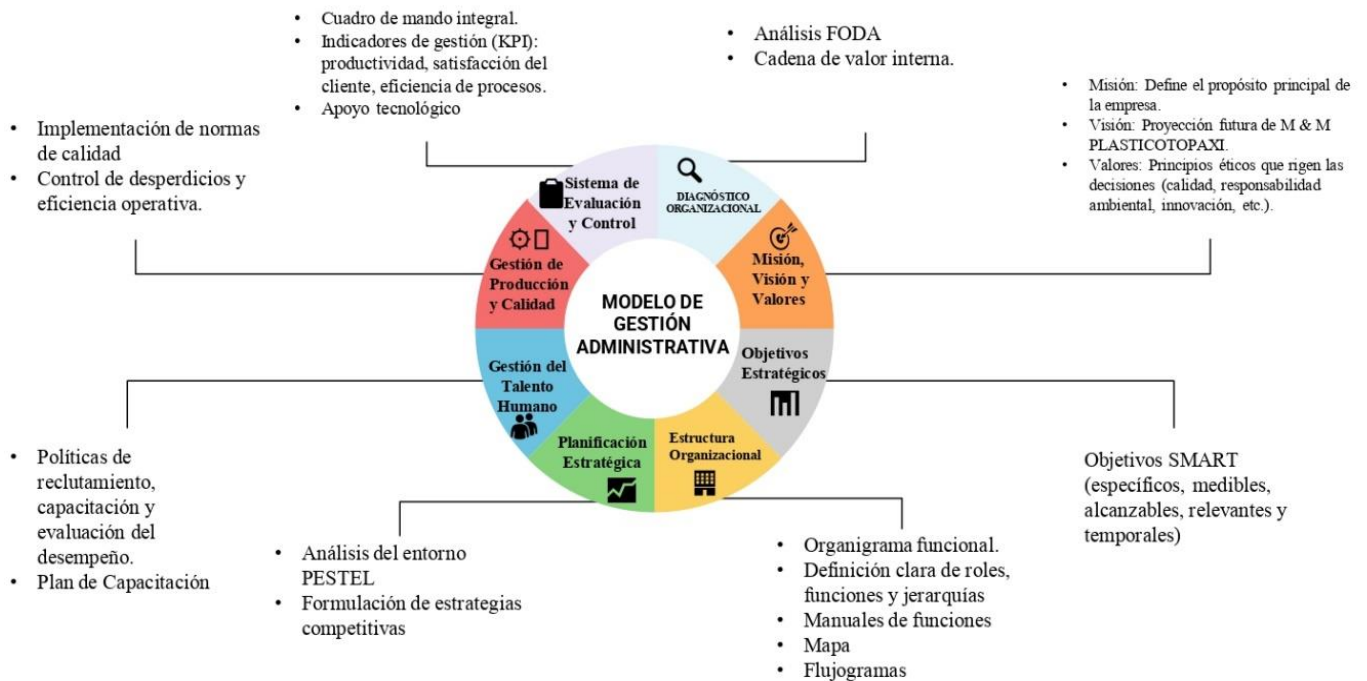 • Cuadro de mando integral.
• Indicadores de gestión (KPI):
productividad, satisfacción del
cliente, eficiencia de procesos.
• Apoyo tecnológico
• Análisis FODA
• Cadena de valor interna.
• Misión: Define el propósito principal de
la empresa.
• Visión: Proyección futura de M & M
PLASTICOTOPAXI.
• Valores: Principios éticos que rigen las
decisiones (calidad, responsabilidad
ambiental, innovación, etc.).
• Implementación de normas
de calidad
• Control de desperdicios y
eficiencia operativa.
Sistema de
Evaluación
y Control
DIAGNÓSTICO
ORGANIZACIONAL
Misión,
Visión y
Valores
Gestión de
Producción
y Calidad
MODELO DE
GESTIÓN
ADMINISTRATIVA
Objetivos
Estratégicos
Gestión del
Talento
Humano
Planificación
Estratégica
Estructura
Organizacional
• Políticas de
reclutamiento,
capacitación y
evaluación del
desempeño.
• Plan de Capacitación
• Análisis del entorno
PESTEL
• Formulación de estrategias
competitivas
• Organigrama funcional.
• Definición clara de roles,
funciones y jerarquías
• Manuales de funciones
• Mapa
• Flujogramas
Objetivos SMART
(específicos, medibles,
alcanzables, relevantes y
temporales)